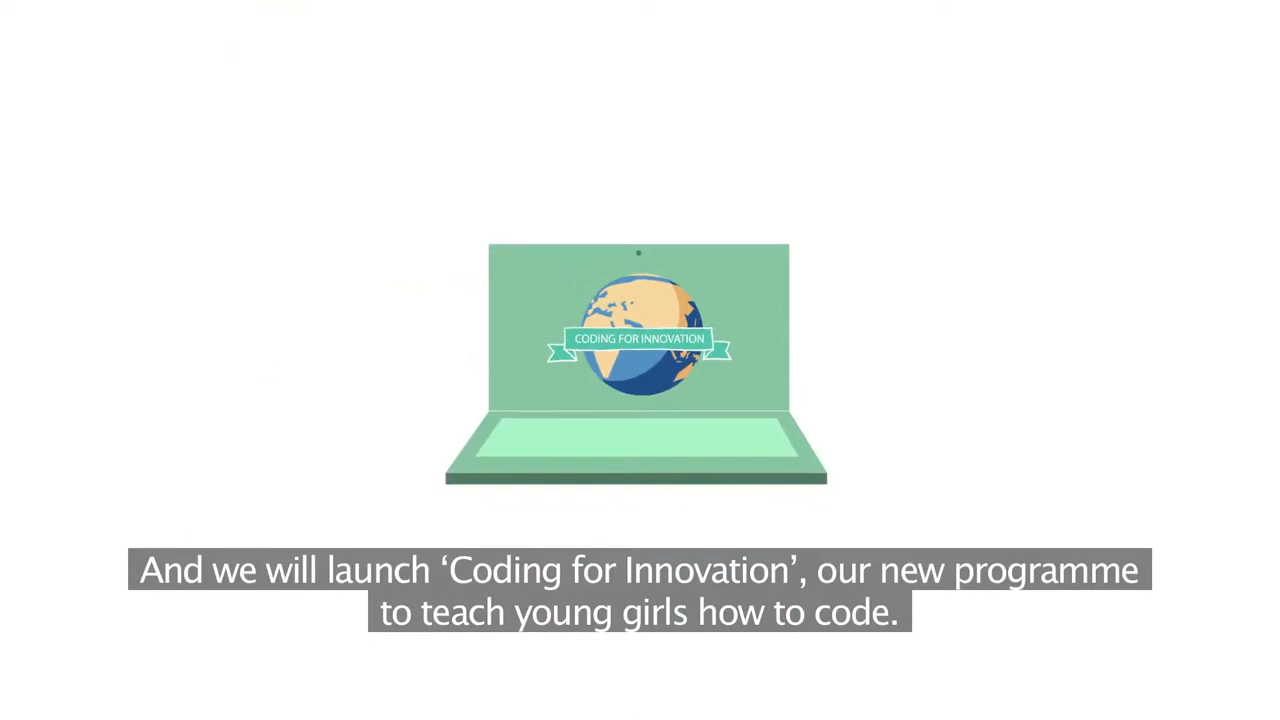 CODING FOR INNOVATION
And we will launch ‘Coding for Innovation’, our new programme
to teach young girls how to code.